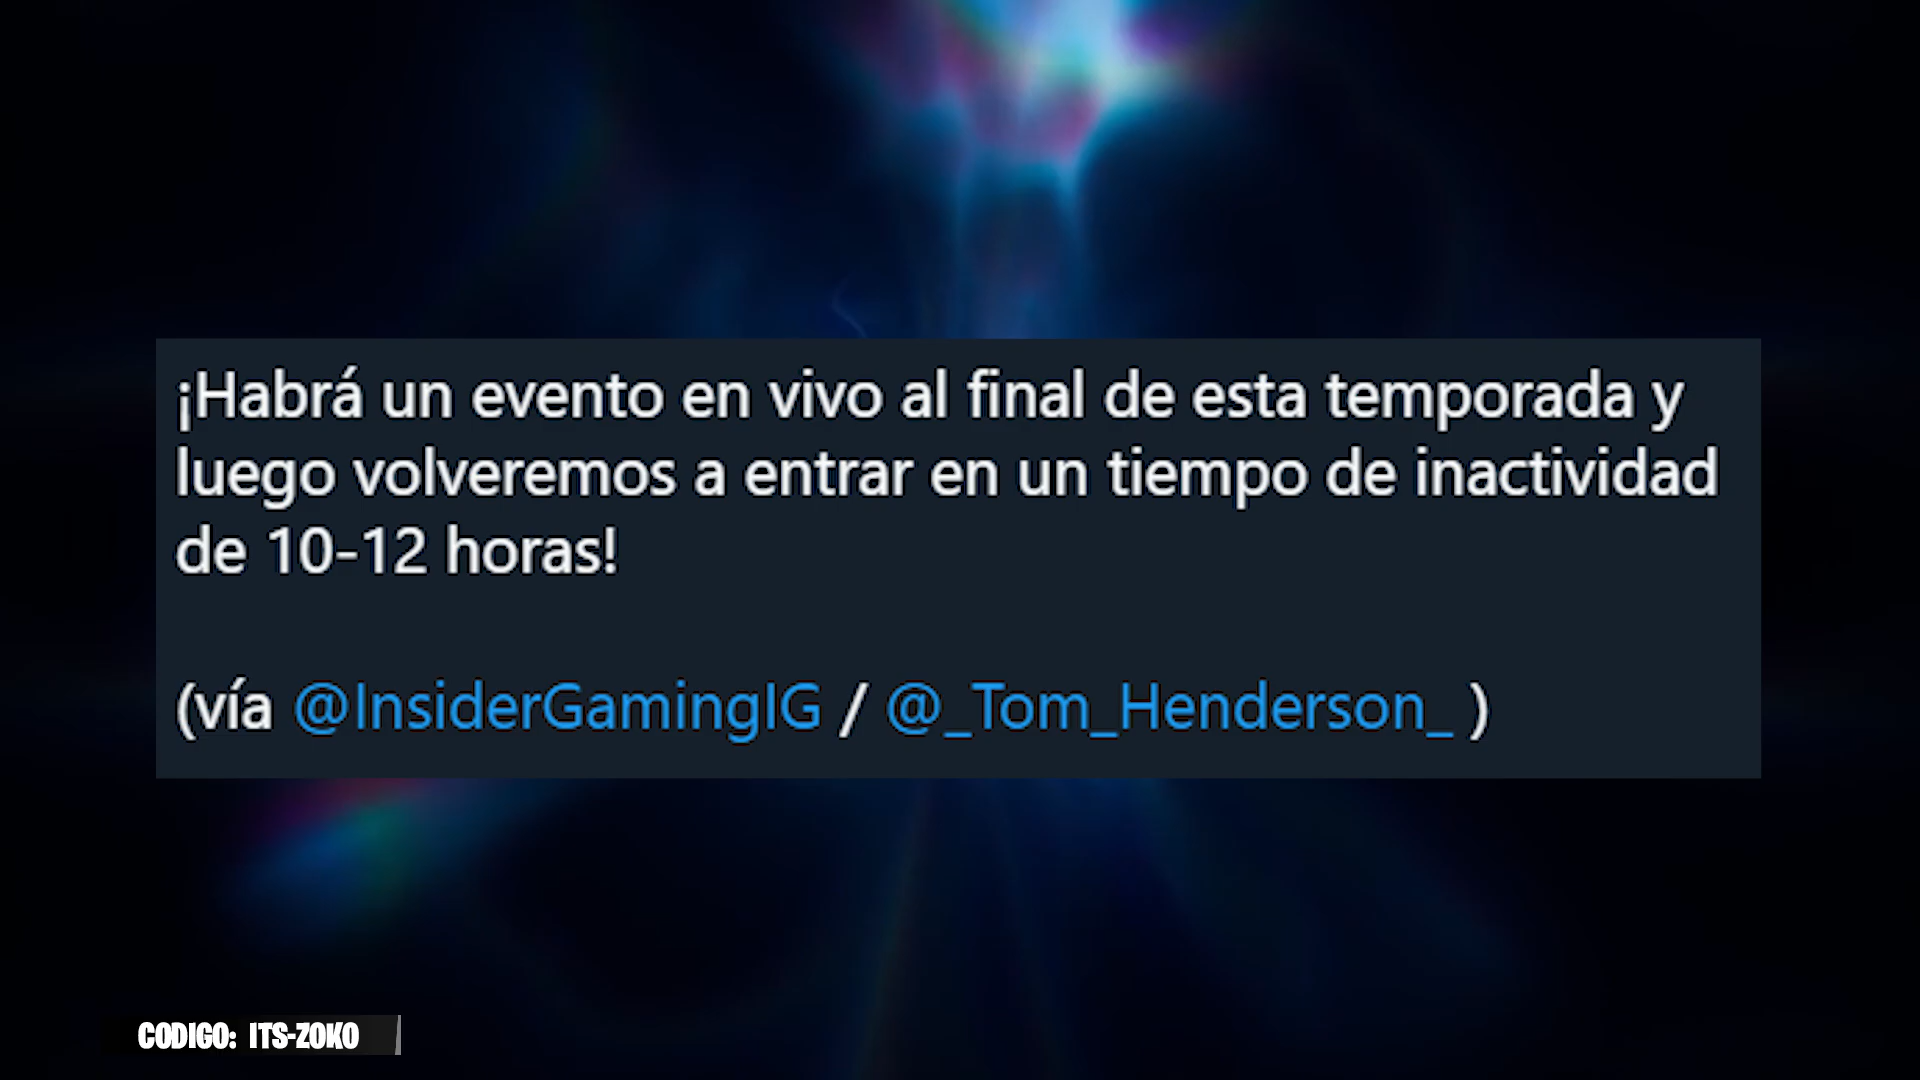 ¡Habrá un evento en vivo al final de esta temporada y
luego volveremos a entrar en un tiempo de inactividad
de 10-12 horas!
(vía @InsiderGamingIG / @_Tom_Henderson_ )
CODIGO: ITS-ZOKO